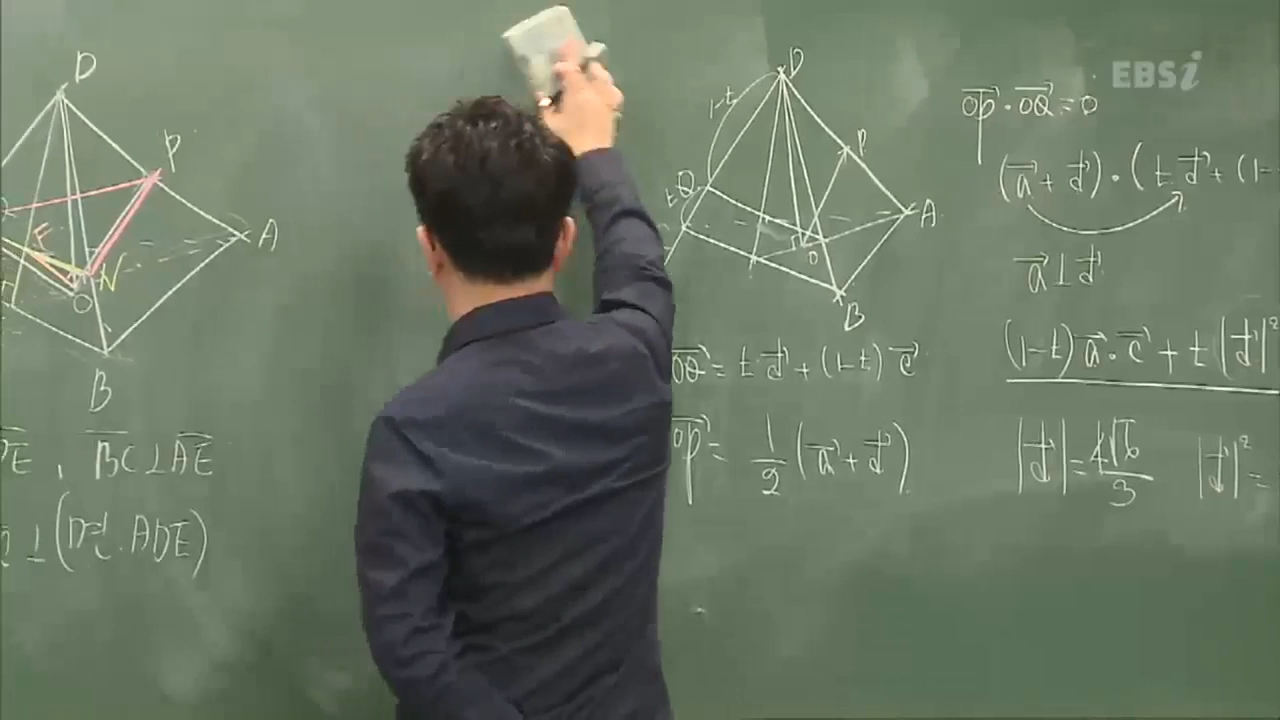 D
P
A
F
N
O
B
DE , BC⊥AE
⊥(평면.ADE)
D
1-t
P
Q
t
A
O
B
OQ = t d + (1-t) c
OP = 1/2 (a + d)
EBSi
OP · OQ = 0
(a + d) · (t d + (1-
a ⊥ d
(1-t) a · c + t |d|²
|d| = 4√6/3 |d|² =